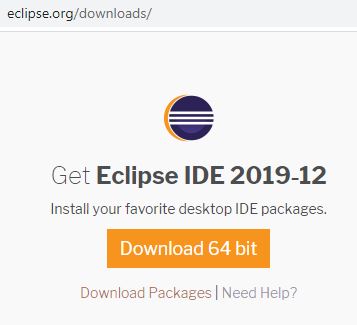 eclipse.org/downloads/
Get Eclipse IDE 2019-12
Install your favorite desktop IDE packages.
Download 64 bit
Download Packages | Need Help?